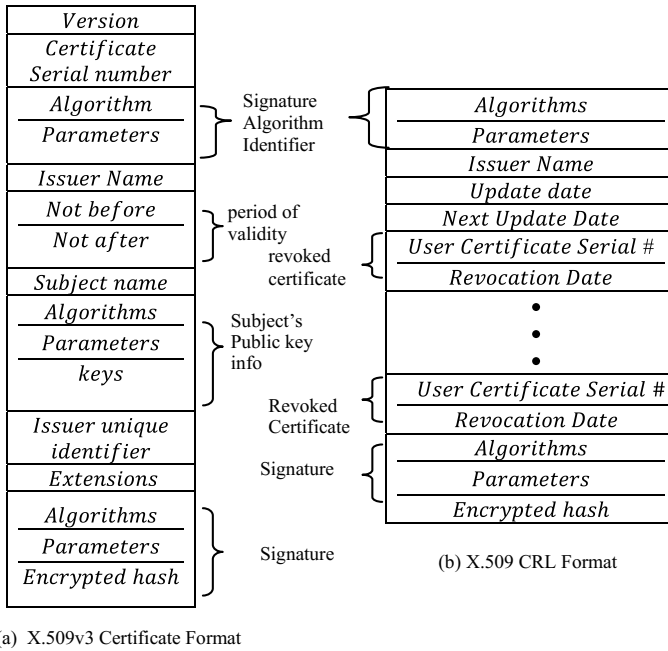 Version
Certificate
Serial number
Algorithm
Parameters
Signature
Algorithm
Identifier
Issuer Name
Not before
Not after
period of
validity
Subject name
Algorithms
Parameters
keys
Subject's
Public key
info
Issuer unique
identifier
Extensions
Algorithms
Parameters
Encrypted hash
Signature
(a) X.509v3 Certificate Format
Algorithms
Parameters
Issuer Name
Update date
Next Update Date
revoked
certificate
User Certificate Serial #
Revocation Date
Revoked
Certificate
User Certificate Serial #
Revocation Date
Signature
Algorithms
Parameters
Encrypted hash
(b) X.509 CRL Format